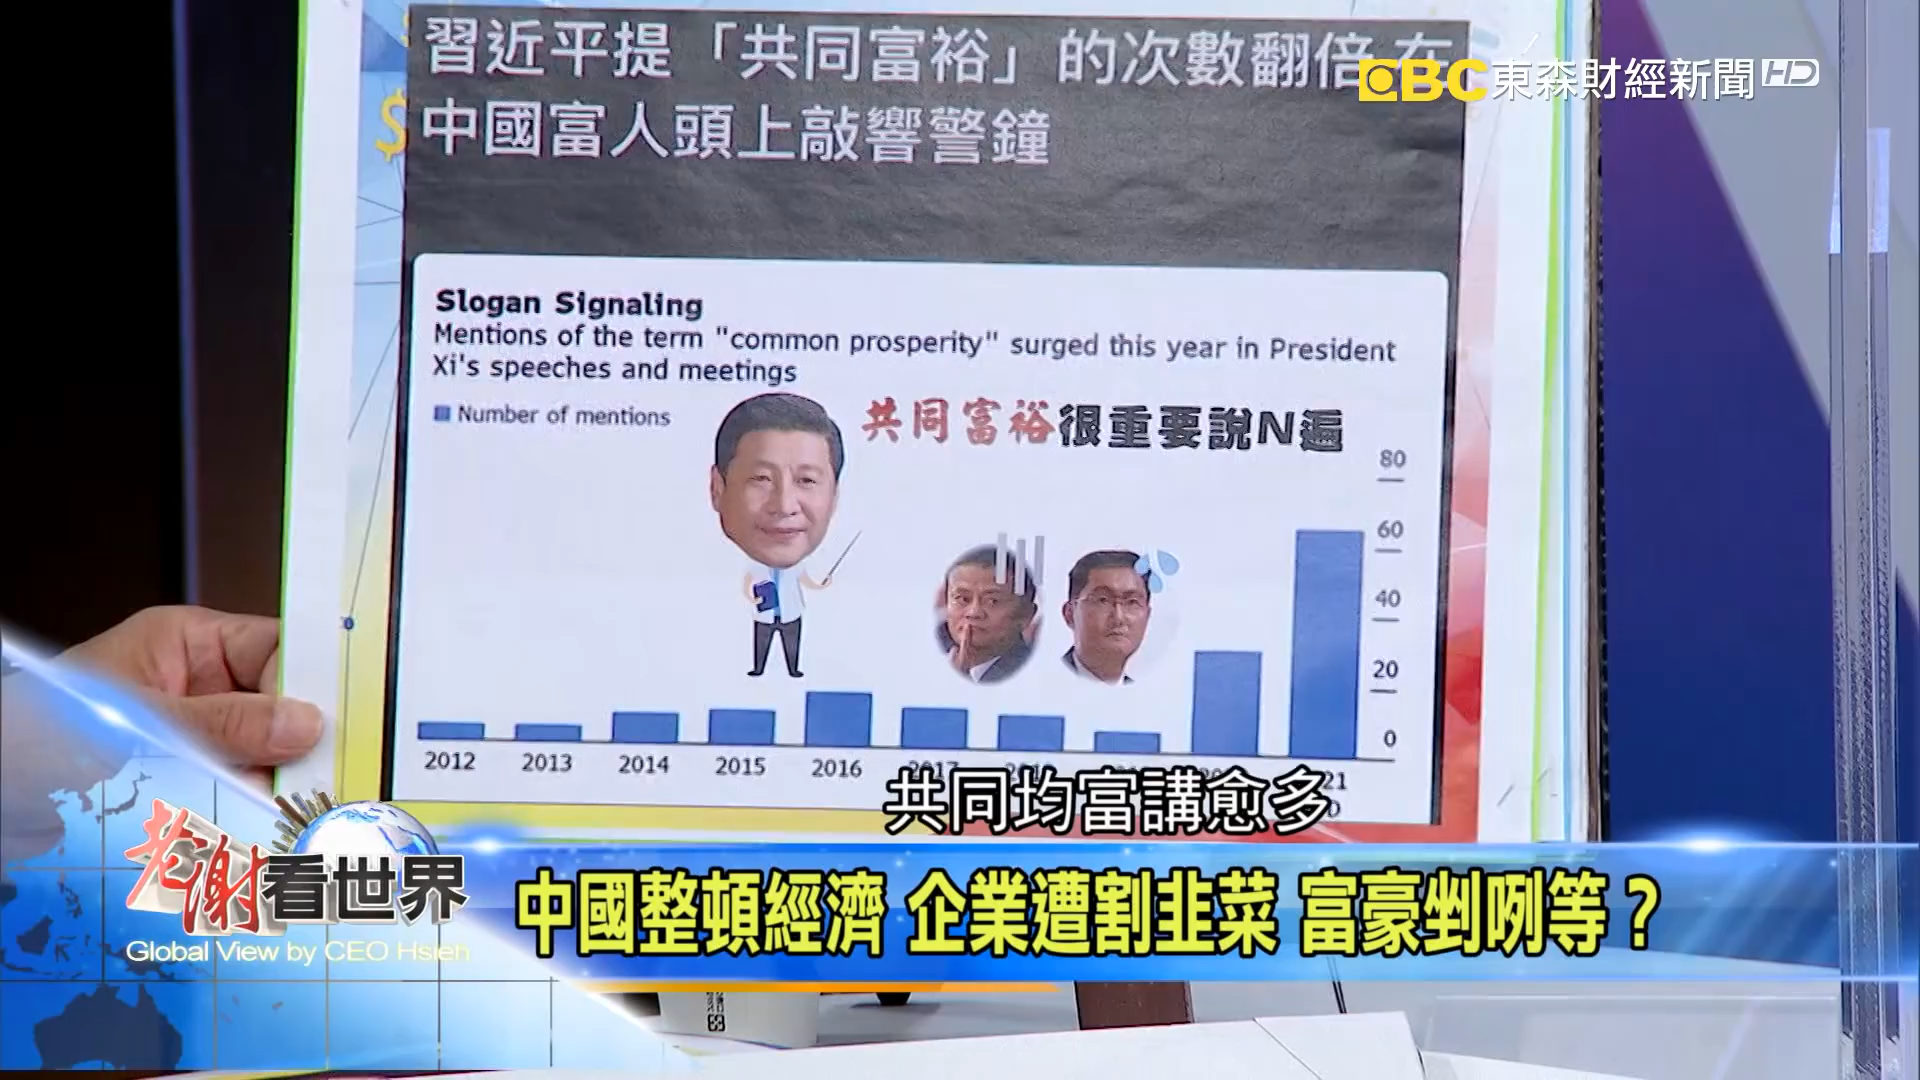 習近平提「共同富裕」的次數翻倍 在
中國富人頭上敲響警鐘
EBC 東森財經新聞 HD
Slogan Signaling
Mentions of the term "common prosperity" surged this year in President
Xi's speeches and meetings
Number of mentions
共同富裕很重要說N遍
80
60
40
20
0
2012 2013 2014 2015 2016 2017
共同均富講愈多
老謝看世界
Global View by CEO Hsieh
中國整頓經濟 企業遭割韭菜 富豪剉咧等？